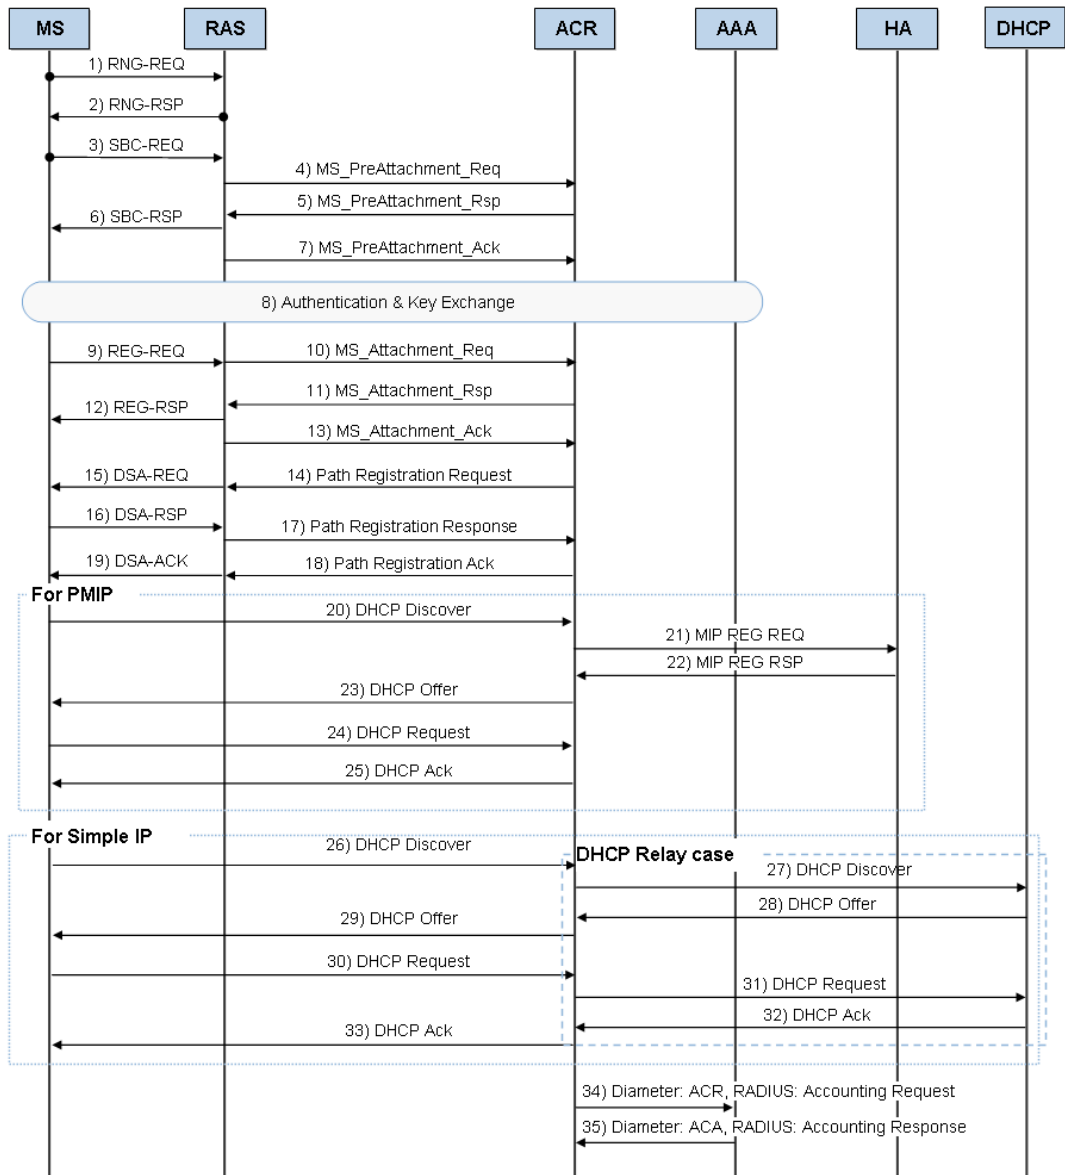 MS RAS ACR AAA HA DHCP
1) RNG-REQ
2) RNG-RSP
3) SBC-REQ
4) MS_PreAttachment_Req
5) MS_PreAttachment_Rsp
6) SBC-RSP
7) MS_PreAttachment_Ack
8) Authentication & Key Exchange
9) REG-REQ
10) MS_Attachment_Req
11) MS_Attachment_Rsp
12) REG-RSP
13) MS_Attachment_Ack
15) DSA-REQ
14) Path Registration Request
16) DSA-RSP
17) Path Registration Response
19) DSA-ACK
18) Path Registration Ack
For PMIP
20) DHCP Discover
21) MIP REG REQ
22) MIP REG RSP
23) DHCP Offer
24) DHCP Request
25) DHCP Ack
For Simple IP
26) DHCP Discover
DHCP Relay case
27) DHCP Discover
28) DHCP Offer
29) DHCP Offer
30) DHCP Request
31) DHCP Request
32) DHCP Ack
33) DHCP Ack
34) Diameter: ACR, RADIUS: Accounting Request
35) Diameter: ACA, RADIUS: Accounting Response